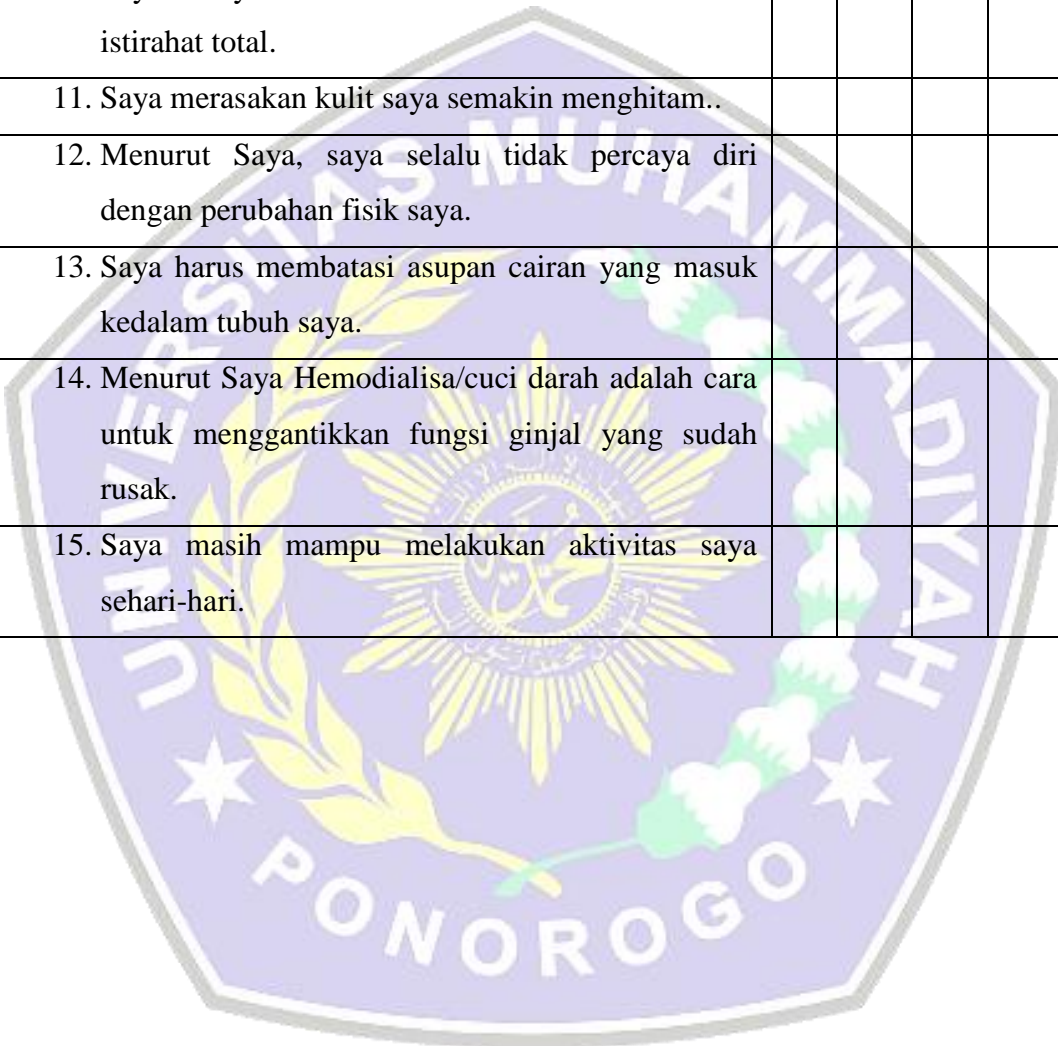 istirahat total.
11. Saya merasakan kulit saya semakin menghitam..
12. Menurut Saya, saya selalu tidak percaya diri
dengan perubahan fisik saya.
13. Saya harus membatasi asupan cairan yang masuk
kedalam tubuh saya.
14. Menurut Saya Hemodialisa/cuci darah adalah cara
untuk menggantikkan fungsi ginjal yang sudah
rusak.
15. Saya masih mampu melakukan aktivitas saya
sehari-hari.
UNIVERSITAS MUHAMMADIYAH
PONOROGO